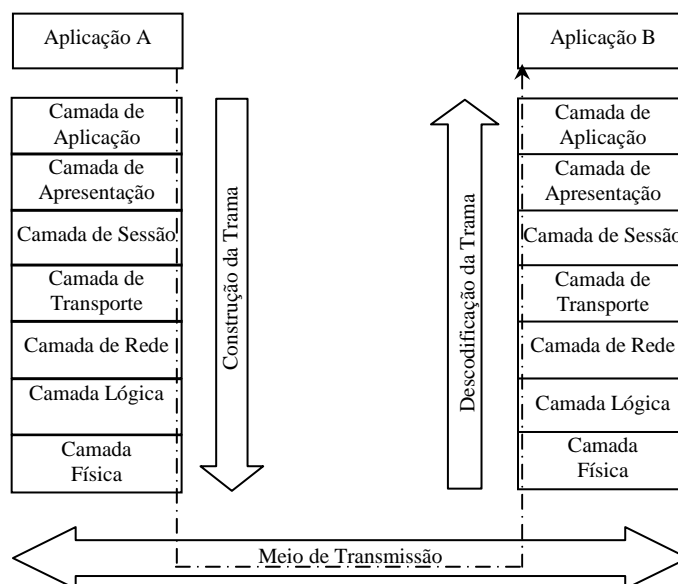 Aplicação A
Camada de
Aplicação
Camada de
Apresentação
Camada de Sessão
Camada de
Transporte
Camada de Rede
Camada Lógica
Camada
Física
Construção da Trama
Descodificação da Trama
Aplicação B
Camada de
Aplicação
Camada de
Apresentação
Camada de Sessão
Camada de
Transporte
Camada de Rede
Camada Lógica
Camada
Física
Meio de Transmissão